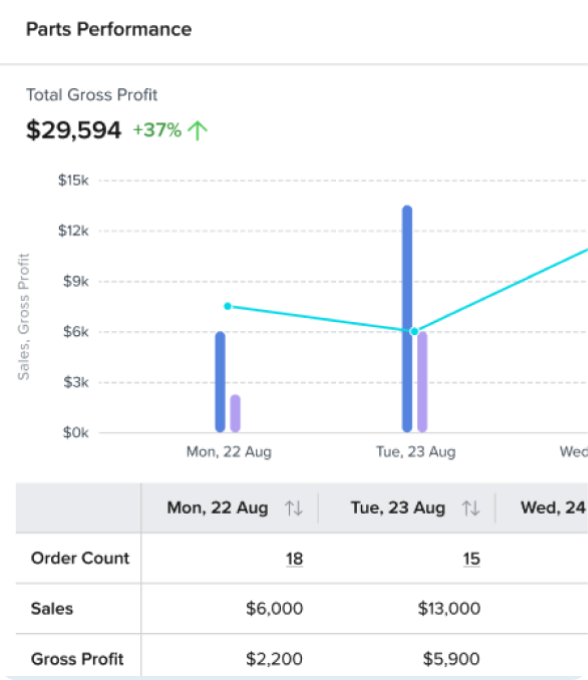 Parts Performance
Total Gross Profit
$29,594 +37%
$15k
$12k
$9k
$6k
$3k
$0k
Sales, Gross Profit
Mon, 22 Aug Tue, 23 Aug Wed
Mon, 22 Aug Tue, 23 Aug Wed, 24
Order Count 18 15
Sales $6,000 $13,000
Gross Profit $2,200 $5,900